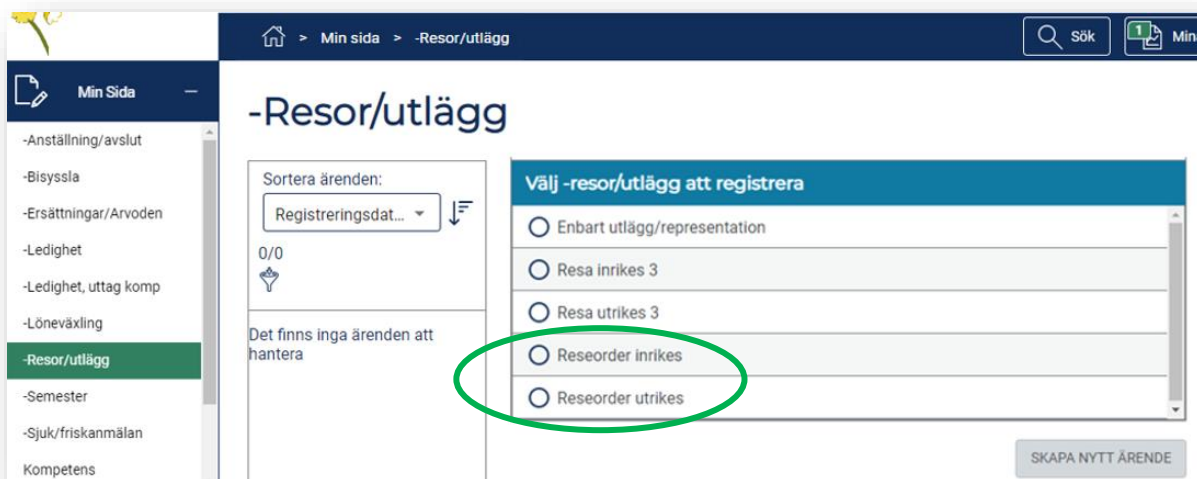 > Min sida > -Resor/utlägg
Sök
1
Min Sida
-Anställning/avslut
-Bisyssla
-Ersättningar/Arvoden
-Ledighet
-Ledighet, uttag komp
-Löneväxling
-Resor/utlägg
-Semester
-Sjuk/friskanmälan
Kompetens
-Resor/utlägg
Sortera ärenden:
Registreringsdat...
0/0
Det finns inga ärenden att
hantera
Välj -resor/utlägg att registrera
Enbart utlägg/representation
Resa inrikes 3
Resa utrikes 3
Reseorder inrikes
Reseorder utrikes
SKAPA NYTT ÄRENDE